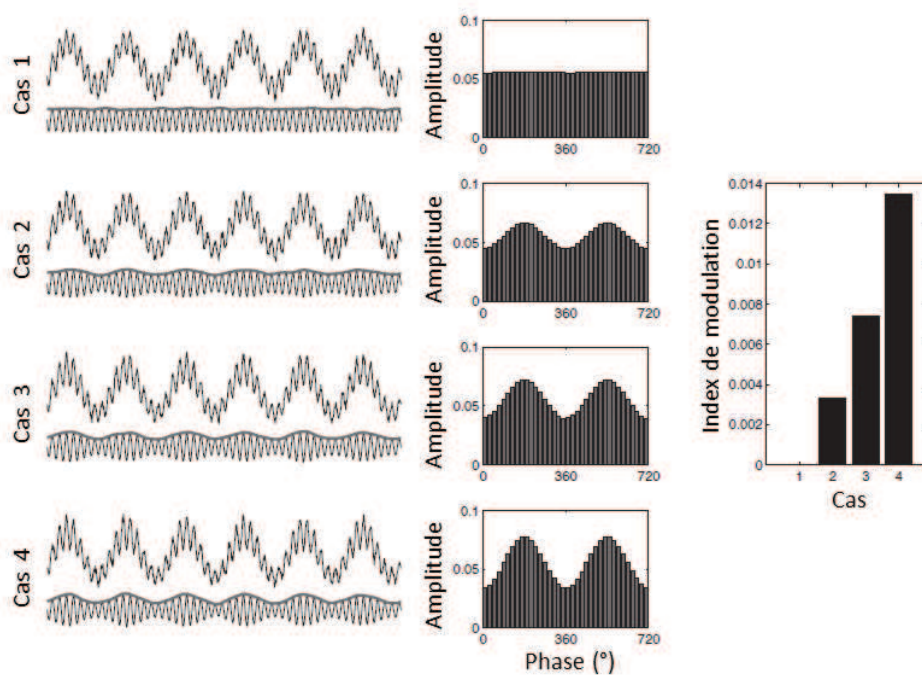 Cas 1
Amplitude
0.1
0.05
0
0 360 720
Cas 2
Amplitude
0.1
0.05
0
0 360 720
Cas 3
Amplitude
0.1
0.05
0
0 360 720
Cas 4
Amplitude
0.1
0.05
0
0 360 720
Phase (°)
Index de modulation
0.014
0.012
0.01
0.008
0.006
0.004
0.002
0
1 2 3 4
Cas